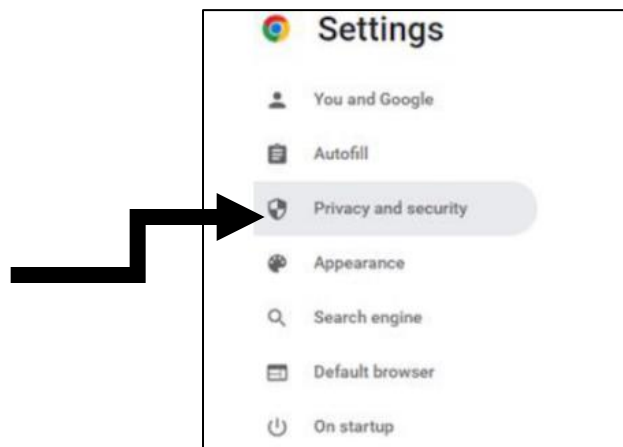 Settings
You and Google
Autofill
Privacy and security
Appearance
Search engine
Default browser
On startup